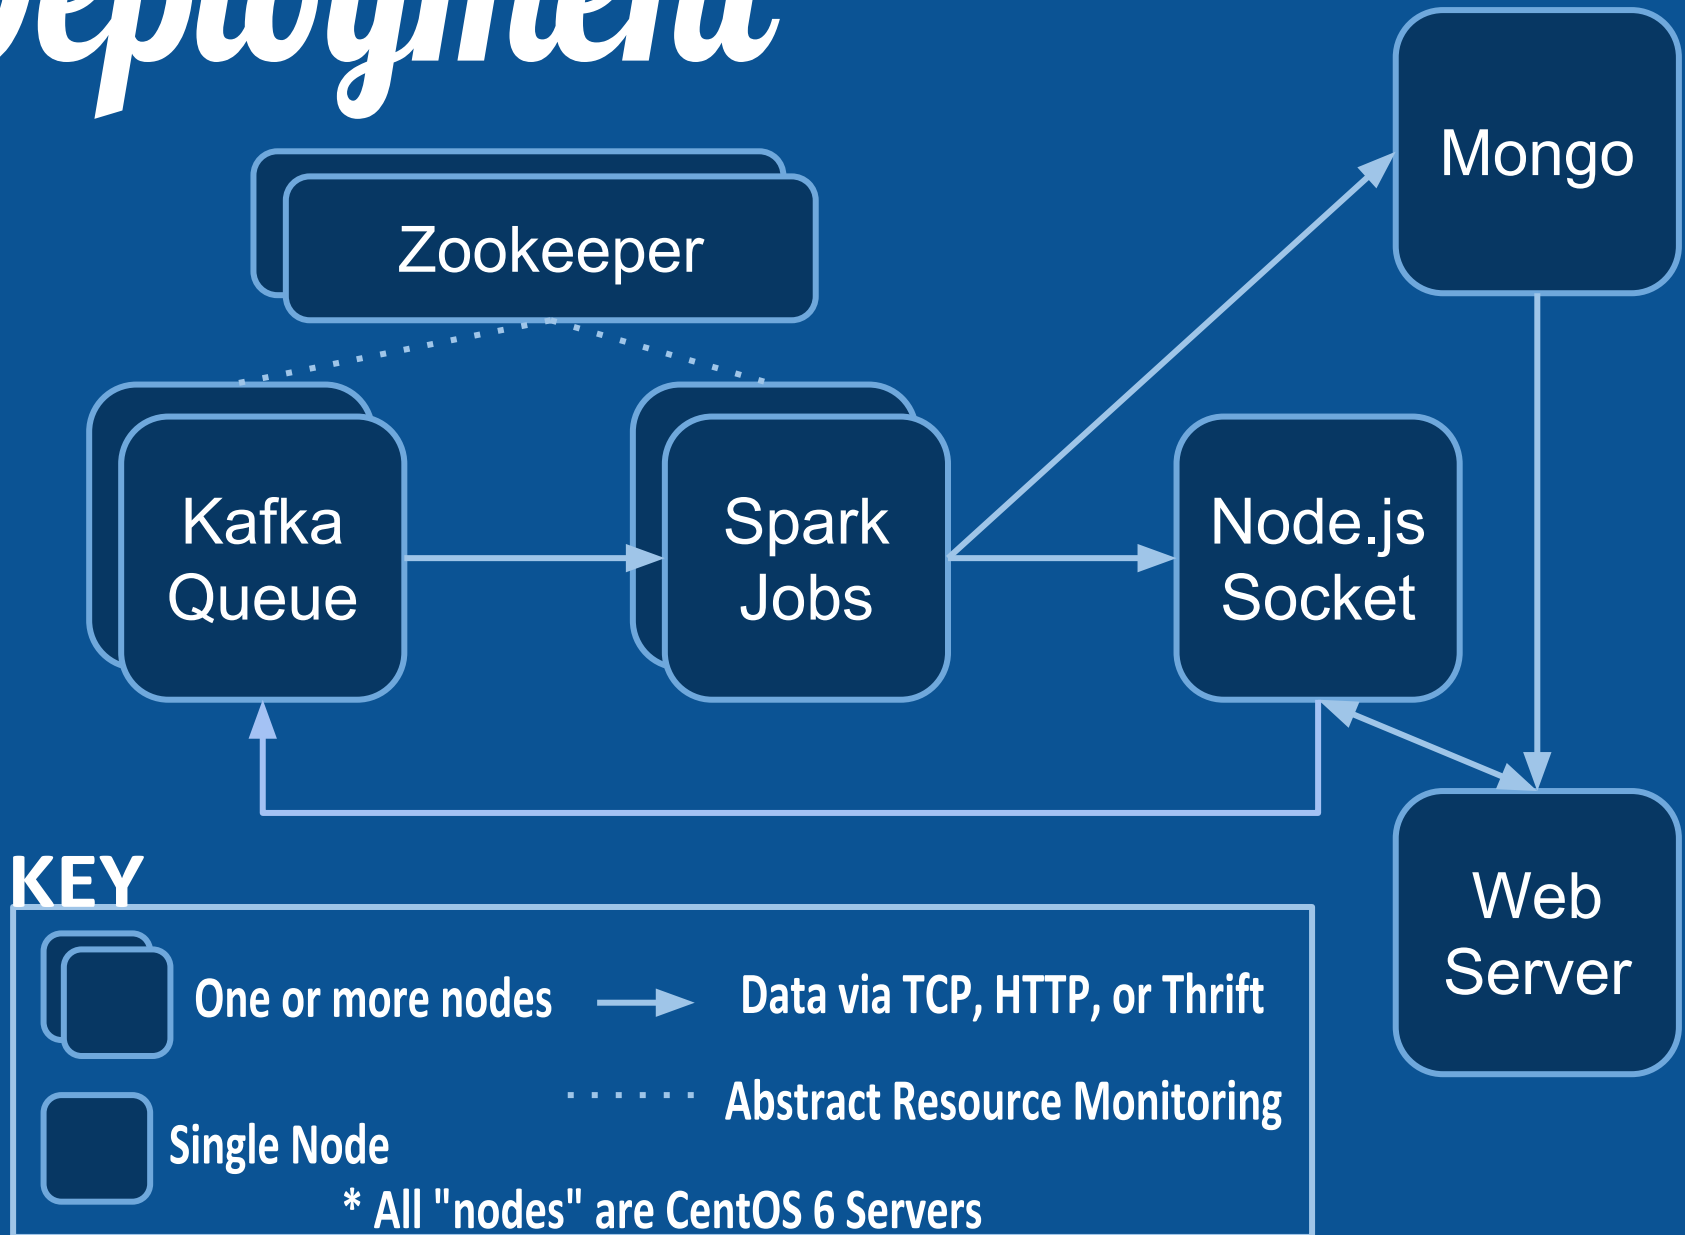 Deployment
Mongo
Zookeeper
Kafka
Queue
Spark
Jobs
Node.js
Socket
Web
Server
KEY
One or more nodes
Data via TCP, HTTP, or Thrift
Abstract Resource Monitoring
Single Node
* All "nodes" are CentOS 6 Servers